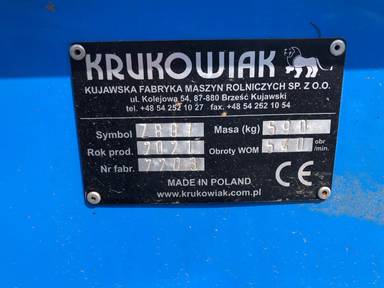 KRUKOWIAK
KUJAWSKA FABRYKA MASZYN ROLNICZYCH SP. Z O.O.
ul. Kolejowa 54, 87-880 Brześć Kujawski
tel. +48 54 252 10 27 fax. +48 54 252 10 54
Symbol Masa (kg)
Rok prod. 2021 Obroty WOM 540 obr/min.
Nr fabr.
MADE IN POLAND
www.krukowiak.com.pl CE